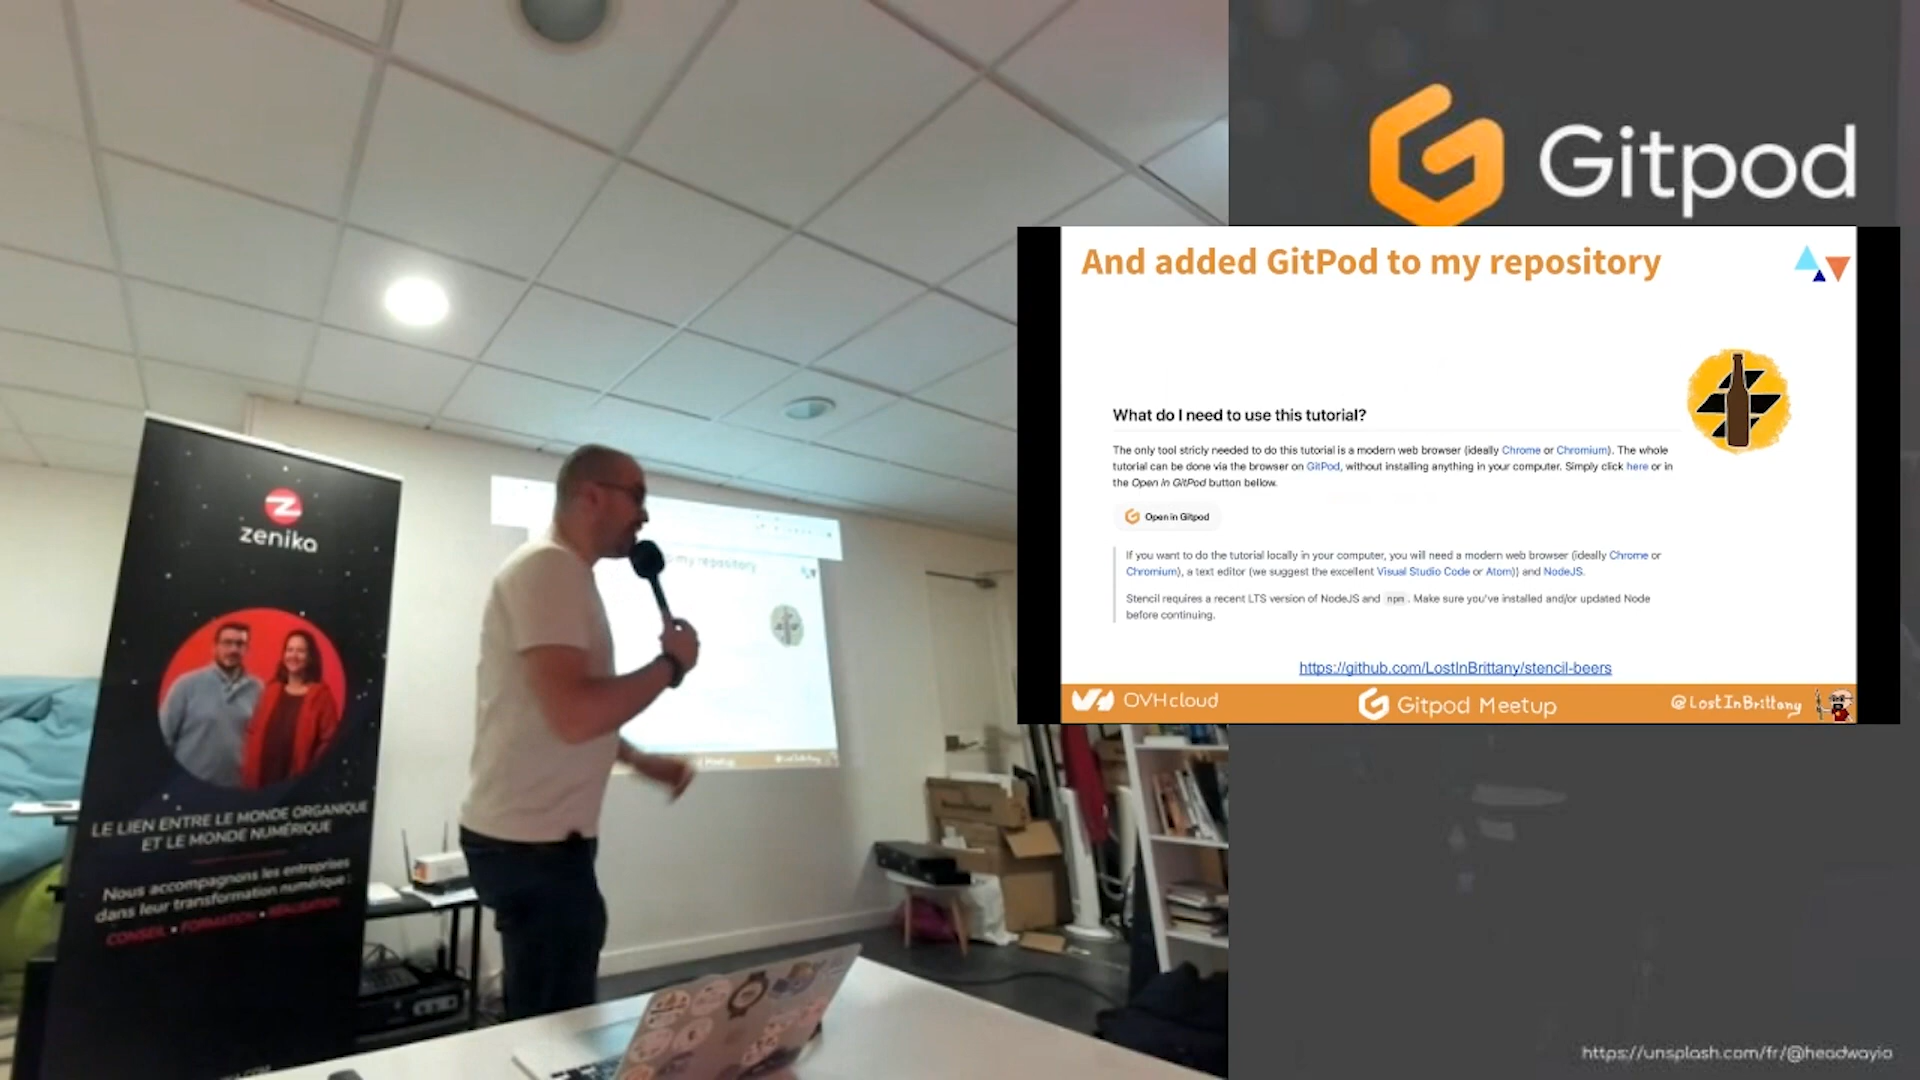 Gitpod
And added GitPod to my repository
What do I need to use this tutorial?
The only tool stricly needed to do this tutorial is a modern web browser (ideally Chrome or Chromium). The whole
tutorial can be done via the browser on GitPod, without installing anything in your computer. Simply click here or in
the Open in GitPod button bellow.
Open in Gitpod
If you want to do the tutorial locally in your computer, you will need a modern web browser (ideally Chrome or
Chromium), a text editor (we suggest the excellent Visual Studio Code or Atom)) and NodeJS.
Stencil requires a recent LTS version of NodeJS and npm. Make sure you've installed and/or updated Node
before continuing.
https://github.com/LostInBrittany/stencil-beers
OVHcloud
Gitpod Meetup
@LostInBrittany
zenika
LE LIEN ENTRE LE MONDE ORGANIQUE
ET LE MONDE NUMÉRIQUE
Nous accompagnons les entreprises
dans leur transformation numérique :
CONSEIL • FORMATION • RÉALISATION
my repository
https://unsplash.com/fr/@headwayio